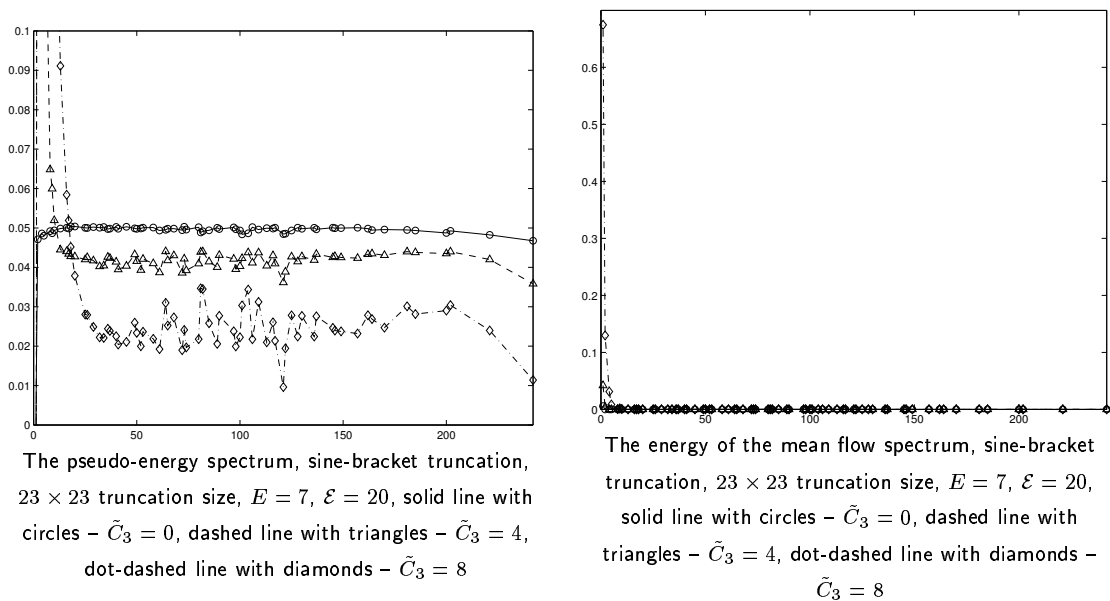 0.1
0.09
0.08
0.07
0.06
0.05
0.04
0.03
0.02
0.01
0
0 50 100 150 200
The pseudo-energy spectrum, sine-bracket truncation,
23 × 23 truncation size, E = 7, ℰ = 20, solid line with
circles – C̃₃ = 0, dashed line with triangles – C̃₃ = 4,
dot-dashed line with diamonds – C̃₃ = 8
0.6
0.5
0.4
0.3
0.2
0.1
0
0 50 100 150 200
The energy of the mean flow spectrum, sine-bracket
truncation, 23 × 23 truncation size, E = 7, ℰ = 20,
solid line with circles – C̃₃ = 0, dashed line with
triangles – C̃₃ = 4, dot-dashed line with diamonds –
C̃₃ = 8